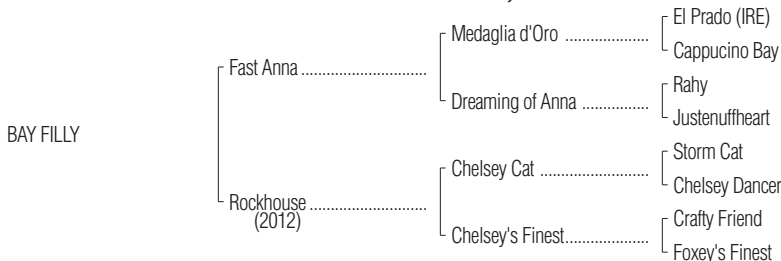 El Prado (IRE)
Medaglia d'Oro ......................
Cappucino Bay
Fast Anna ................................
Rahy
Dreaming of Anna .................
Justenuffheart
BAY FILLY
Storm Cat
Chelsey Cat ............................
Chelsey Dancer
Rockhouse ..............................
(2012)
Crafty Friend
Chelsey's Finest.....................
Foxey's Finest